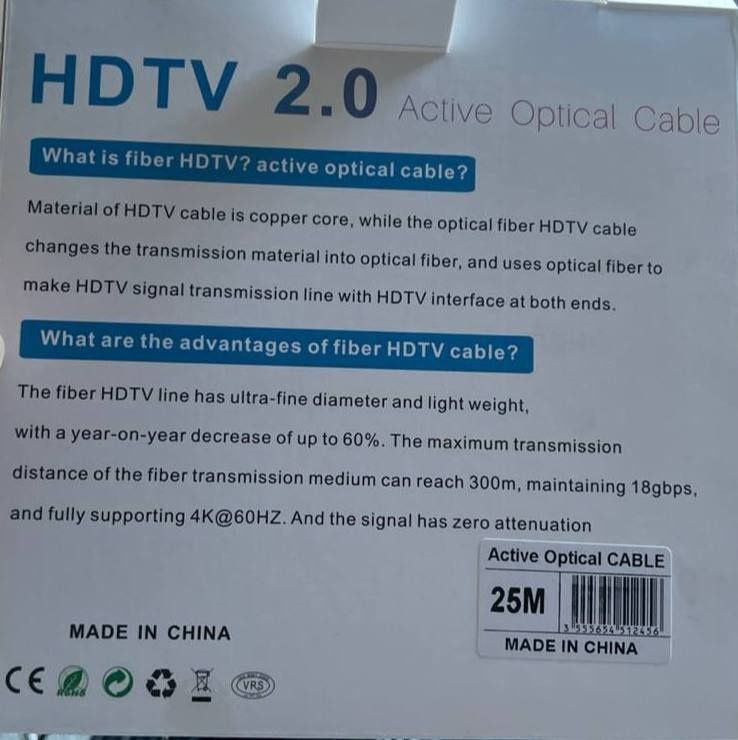 HDTV 2.0 Active Optical Cable
What is fiber HDTV? active optical cable?
Material of HDTV cable is copper core, while the optical fiber HDTV cable
changes the transmission material into optical fiber, and uses optical fiber to
make HDTV signal transmission line with HDTV interface at both ends.
What are the advantages of fiber HDTV cable?
The fiber HDTV line has ultra-fine diameter and light weight,
with a year-on-year decrease of up to 60%. The maximum transmission
distance of the fiber transmission medium can reach 300m, maintaining 18gbps,
and fully supporting 4K@60HZ. And the signal has zero attenuation
Active Optical CABLE
25M
3 555654 512456
MADE IN CHINA
MADE IN CHINA
CE
ROHS
VRS